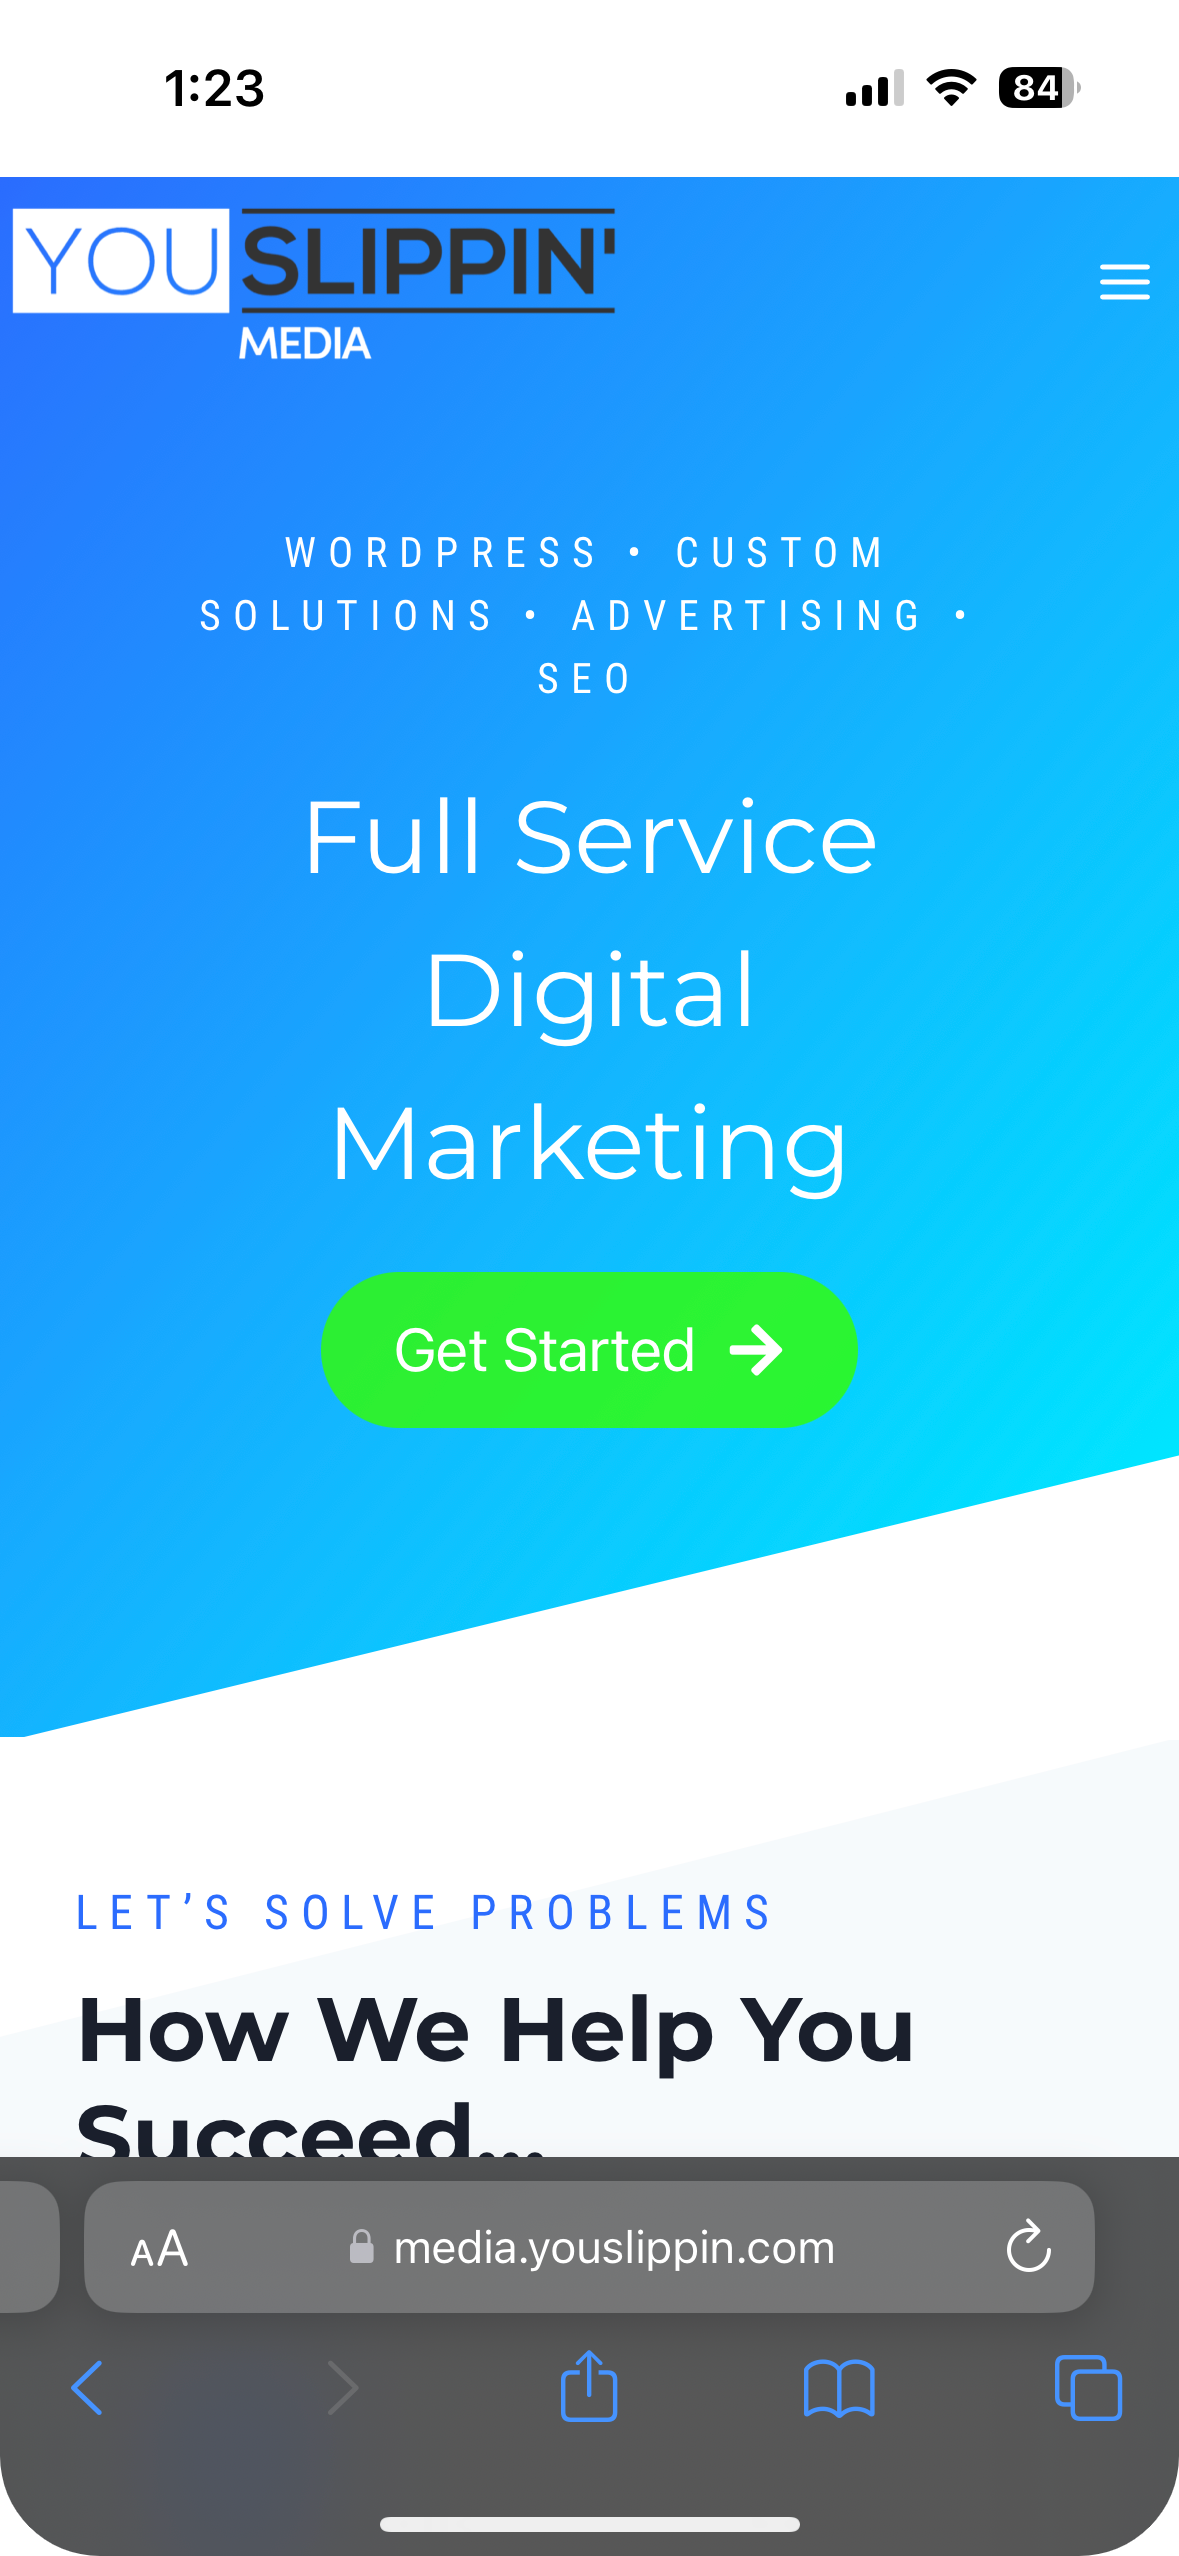 1:23
84
YOU SLIPPIN'
MEDIA
WORDPRESS • CUSTOM
SOLUTIONS • ADVERTISING •
SEO
Full Service
Digital
Marketing
Get Started
LET’S SOLVE PROBLEMS
How We Help You
Succeed...
AA media.youslippin.com